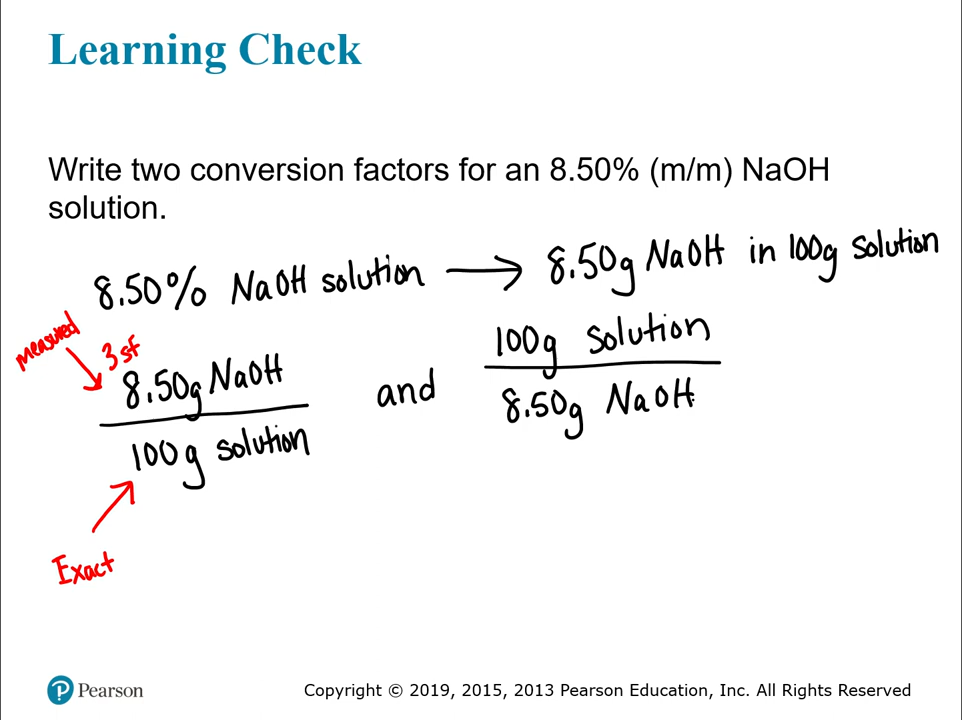 Learning Check
Write two conversion factors for an 8.50% (m/m) NaOH
solution.
8.50% NaOH solution → 8.50g NaOH in 100g solution
measured
3 sf
8.50g NaOH
100g solution
and
100g solution
8.50g NaOH
Exact
Pearson
Copyright © 2019, 2015, 2013 Pearson Education, Inc. All Rights Reserved